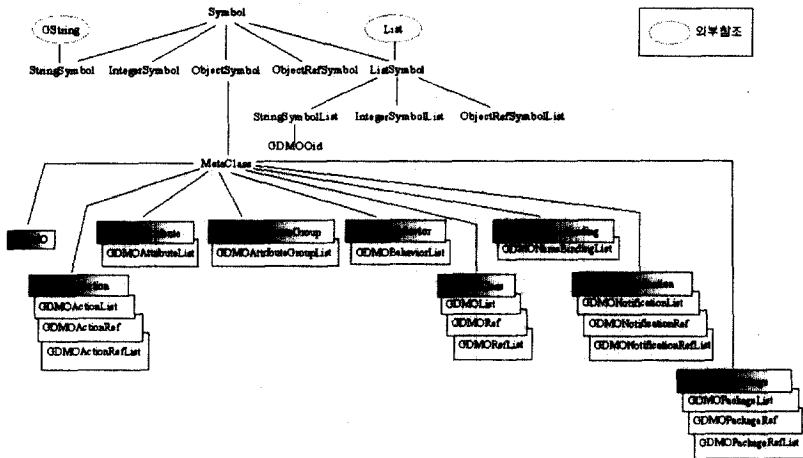 Symbol
GString
List
외부참조
StringSymbol
IntegerSymbol
ObjectSymbol
ObjectRefSymbol
ListSymbol
StringSymbolList
IntegerSymbolList
ObjectRefSymbolList
GDMOOid
MetaClass
GDMOAttributeList
GDMOAttributeGroupList
GDMOBehaviorList
GDMONameBindingList
GDMOActionList
GDMOActionRef
GDMOActionRefList
GDMOList
GDMORef
GDMORefList
GDMONotificationList
GDMONotificationRef
GDMONotificationRefList
GDMOPackageList
GDMOPackageRef
GDMOPackageRefList